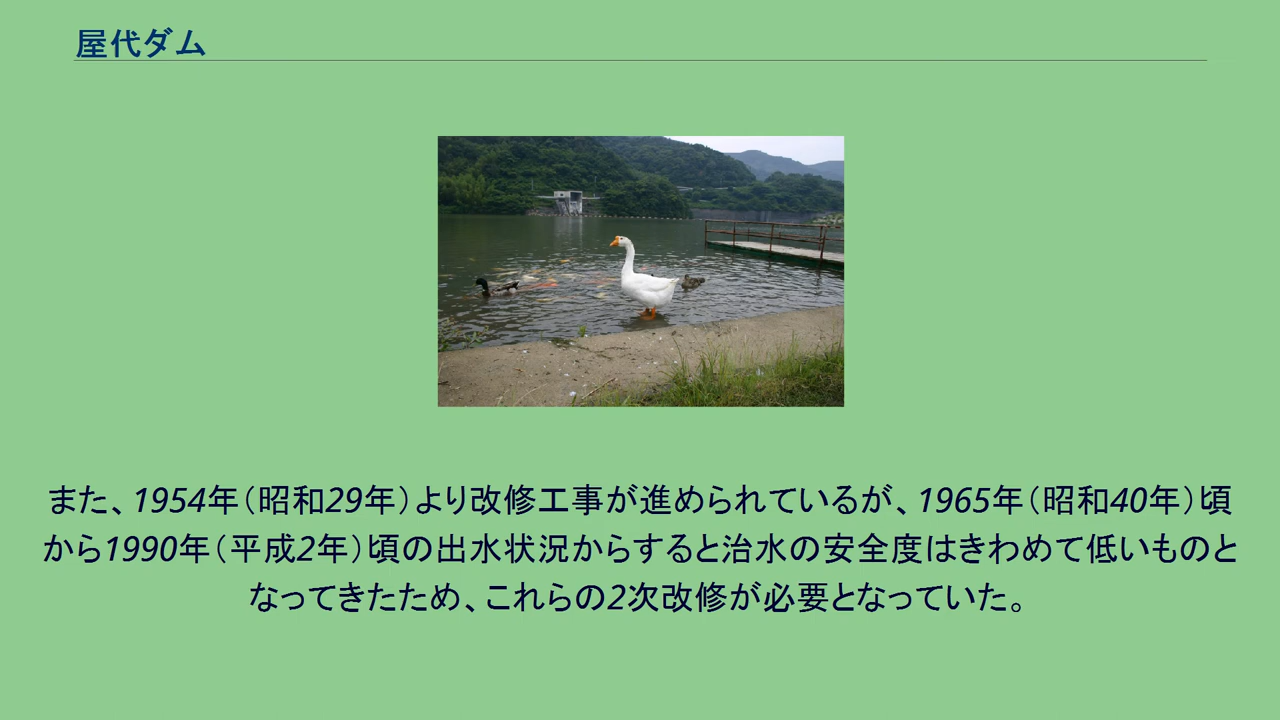 屋代ダム
また、1954年（昭和29年）より改修工事が進められているが、1965年（昭和40年）頃
から1990年（平成2年）頃の出水状況からすると治水の安全度はきわめて低いものと
なってきたため、これらの2次改修が必要となっていた。